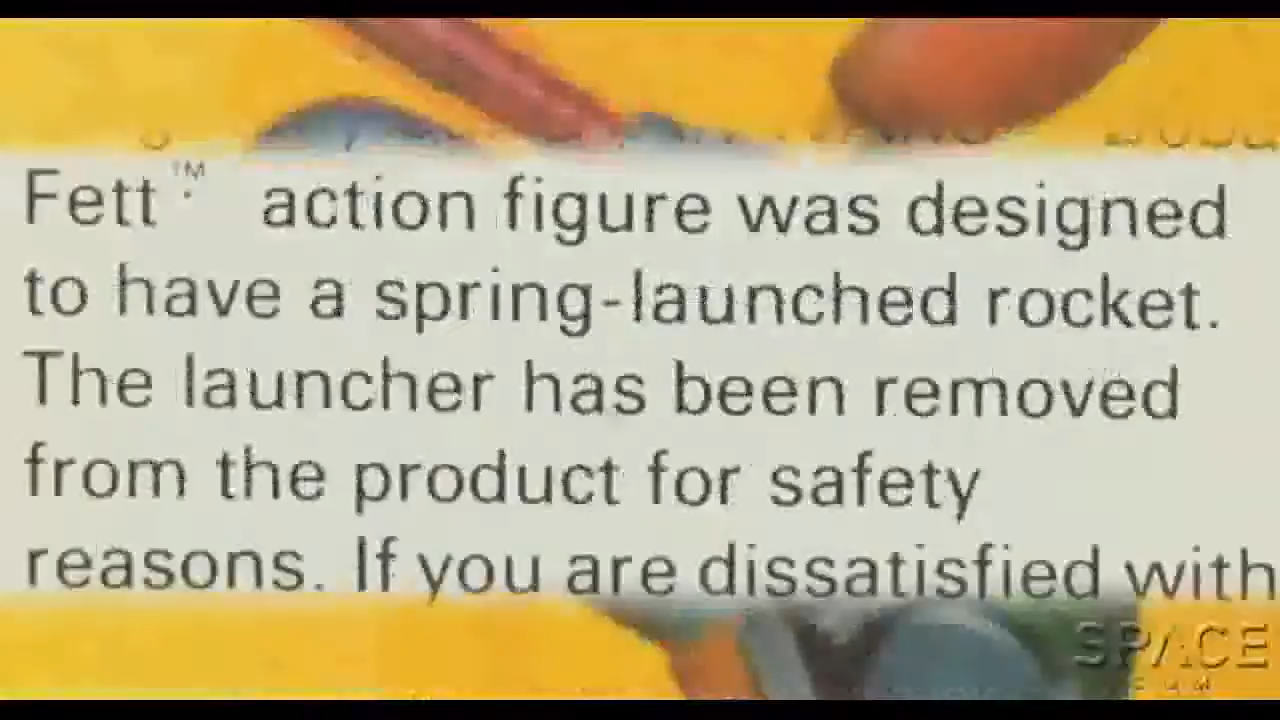 Fett™ action figure was designed
to have a spring-launched rocket.
The launcher has been removed
from the product for safety
reasons. If you are dissatisfied with
SPACE